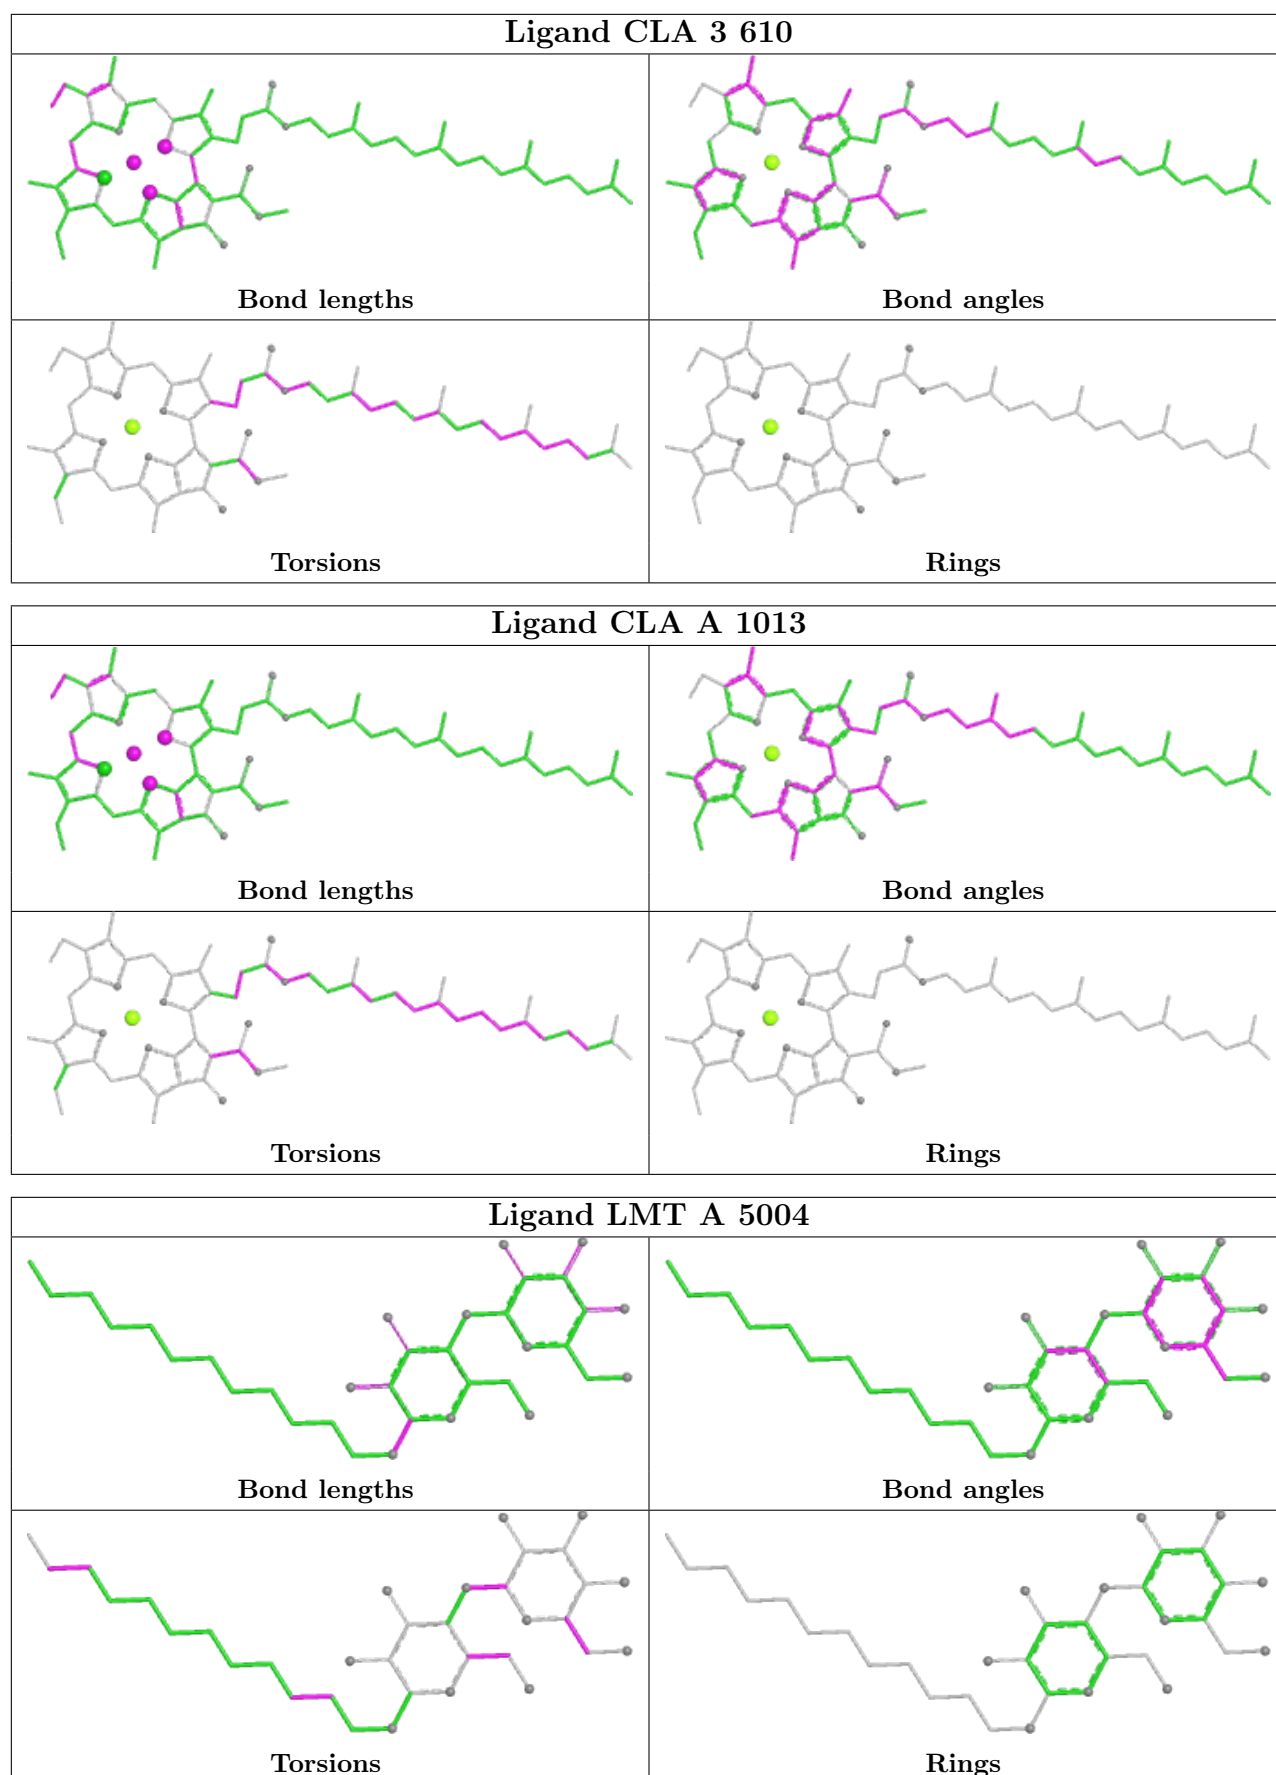 Ligand CLA 3 610
Bond lengths
Bond angles
Torsions
Rings
Ligand CLA A 1013
Bond lengths
Bond angles
Torsions
Rings
Ligand LMT A 5004
Bond lengths
Bond angles
Torsions
Rings